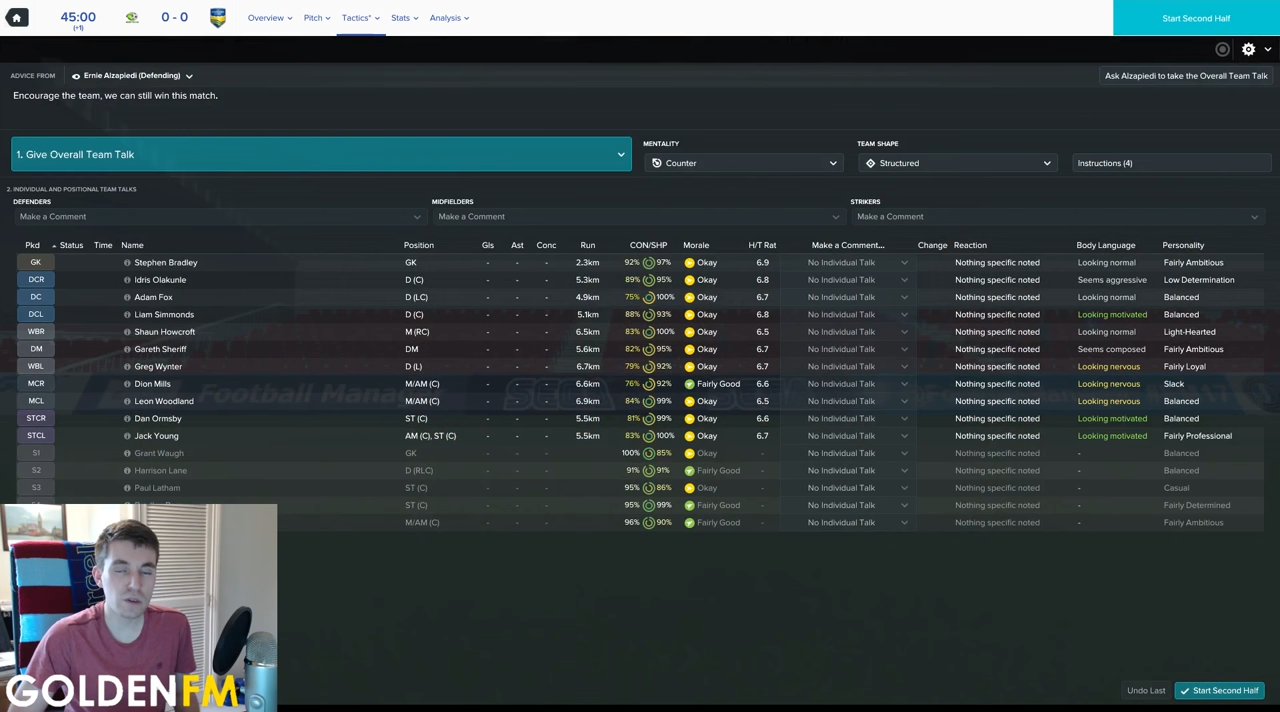 45:00
(+1)
0 - 0
Overview Pitch Tactics* Stats Analysis
Start Second Half
ADVICE FROM Ernie Alzapiedi (Defending)
Ask Alzapiedi to take the Overall Team Talk
Encourage the team, we can still win this match.
1. Give Overall Team Talk
MENTALITY
Counter
TEAM SHAPE
Structured
Instructions (4)
2. INDIVIDUAL AND POSITIONAL TEAM TALKS
DEFENDERS MIDFIELDERS STRIKERS
Make a Comment Make a Comment Make a Comment
Pkd Status Time Name Position Gls Ast Conc Run CON/SHP Morale H/T Rat Make a Comment... Change Reaction Body Language Personality
GK Stephen Bradley GK - - - 2.3km 92% 97% Okay 6.9 No Individual Talk Nothing specific noted Looking normal Fairly Ambitious
DCR Idris Olakunle D (C) - - - 5.3km 89% 95% Okay 6.8 No Individual Talk Nothing specific noted Seems aggressive Low Determination
DC Adam Fox D (LC) - - - 4.9km 75% 100% Okay 6.7 No Individual Talk Nothing specific noted Looking normal Balanced
DCL Liam Simmonds D (C) - - - 5.1km 88% 93% Okay 6.8 No Individual Talk Nothing specific noted Looking motivated Balanced
WBR Shaun Howcroft M (RC) - - - 6.5km 83% 100% Okay 6.5 No Individual Talk Nothing specific noted Looking normal Light-Hearted
DM Gareth Sheriff DM - - - 5.6km 82% 95% Okay 6.7 No Individual Talk Nothing specific noted Seems composed Fairly Ambitious
WBL Greg Wynter D (L) - - - 6.7km 79% 92% Okay 6.7 No Individual Talk Nothing specific noted Looking nervous Fairly Loyal
MCR Dion Mills M/AM (C) - - - 6.6km 76% 92% Fairly Good 6.6 No Individual Talk Nothing specific noted Looking nervous Slack
MCL Leon Woodland M/AM (C) - - - 6.9km 84% 99% Okay 6.5 No Individual Talk Nothing specific noted Looking nervous Balanced
STCR Dan Ormsby ST (C) - - - 5.5km 81% 99% Okay 6.6 No Individual Talk Nothing specific noted Looking motivated Balanced
STCL Jack Young AM (C), ST (C) - - - 5.5km 83% 100% Okay 6.7 No Individual Talk Nothing specific noted Looking motivated Fairly Professional
S1 Grant Waugh GK 100% 85% Okay - No Individual Talk Nothing specific noted - Balanced
S2 Harrison Lane D (RLC) 91% 91% Fairly Good - No Individual Talk Nothing specific noted - Balanced
S3 Paul Latham ST (C) 95% 86% Okay - No Individual Talk Nothing specific noted - Casual
ST (C) 95% 99% Fairly Good - No Individual Talk Nothing specific noted - Fairly Determined
M/AM (C) 96% 90% Fairly Good - No Individual Talk Nothing specific noted - Fairly Ambitious
GOLDENFM
Undo Last Start Second Half